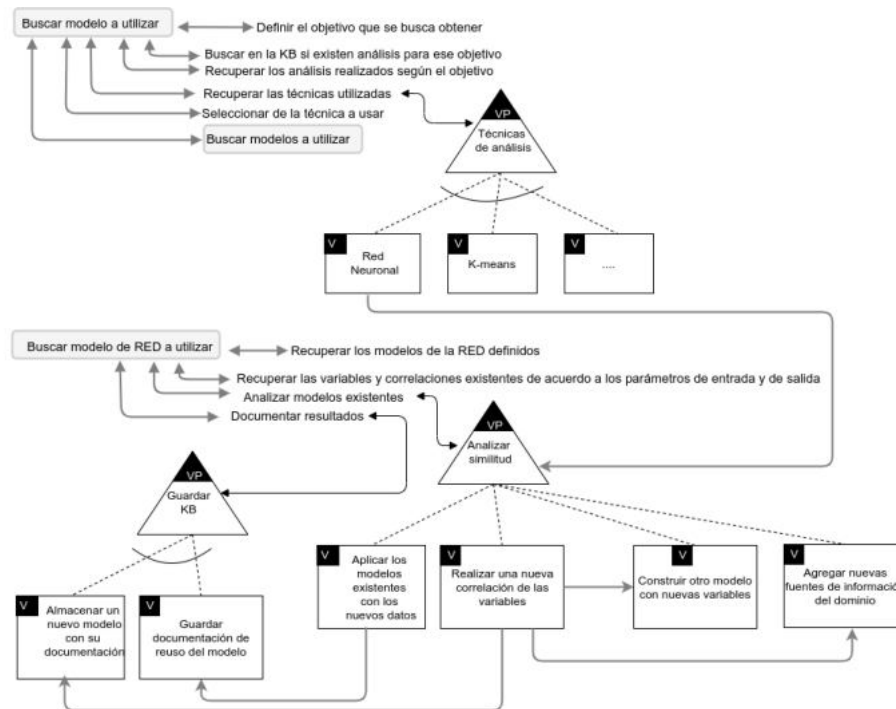 Buscar modelo a utilizar
Definir el objetivo que se busca obtener
Buscar en la KB si existen análisis para ese objetivo
Recuperar los análisis realizados según el objetivo
Recuperar las técnicas utilizadas
Seleccionar de la técnica a usar
Buscar modelos a utilizar
VP
Técnicas
de análisis
V
Red
Neuronal
V
K-means
V
....
Buscar modelo de RED a utilizar
Recuperar los modelos de la RED definidos
Recuperar las variables y correlaciones existentes de acuerdo a los parámetros de entrada y de salida
Analizar modelos existentes
Documentar resultados
VP
Analizar
similitud
VP
Guardar
KB
V
Almacenar un
nuevo modelo
con su
documentación
V
Guardar
documentación de
reuso del modelo
V
Aplicar los
modelos
existentes
con los
nuevos datos
V
Realizar una nueva
correlación de las
variables
V
Construir otro modelo
con nuevas variables
V
Agregar nuevas
fuentes de informació
del dominio